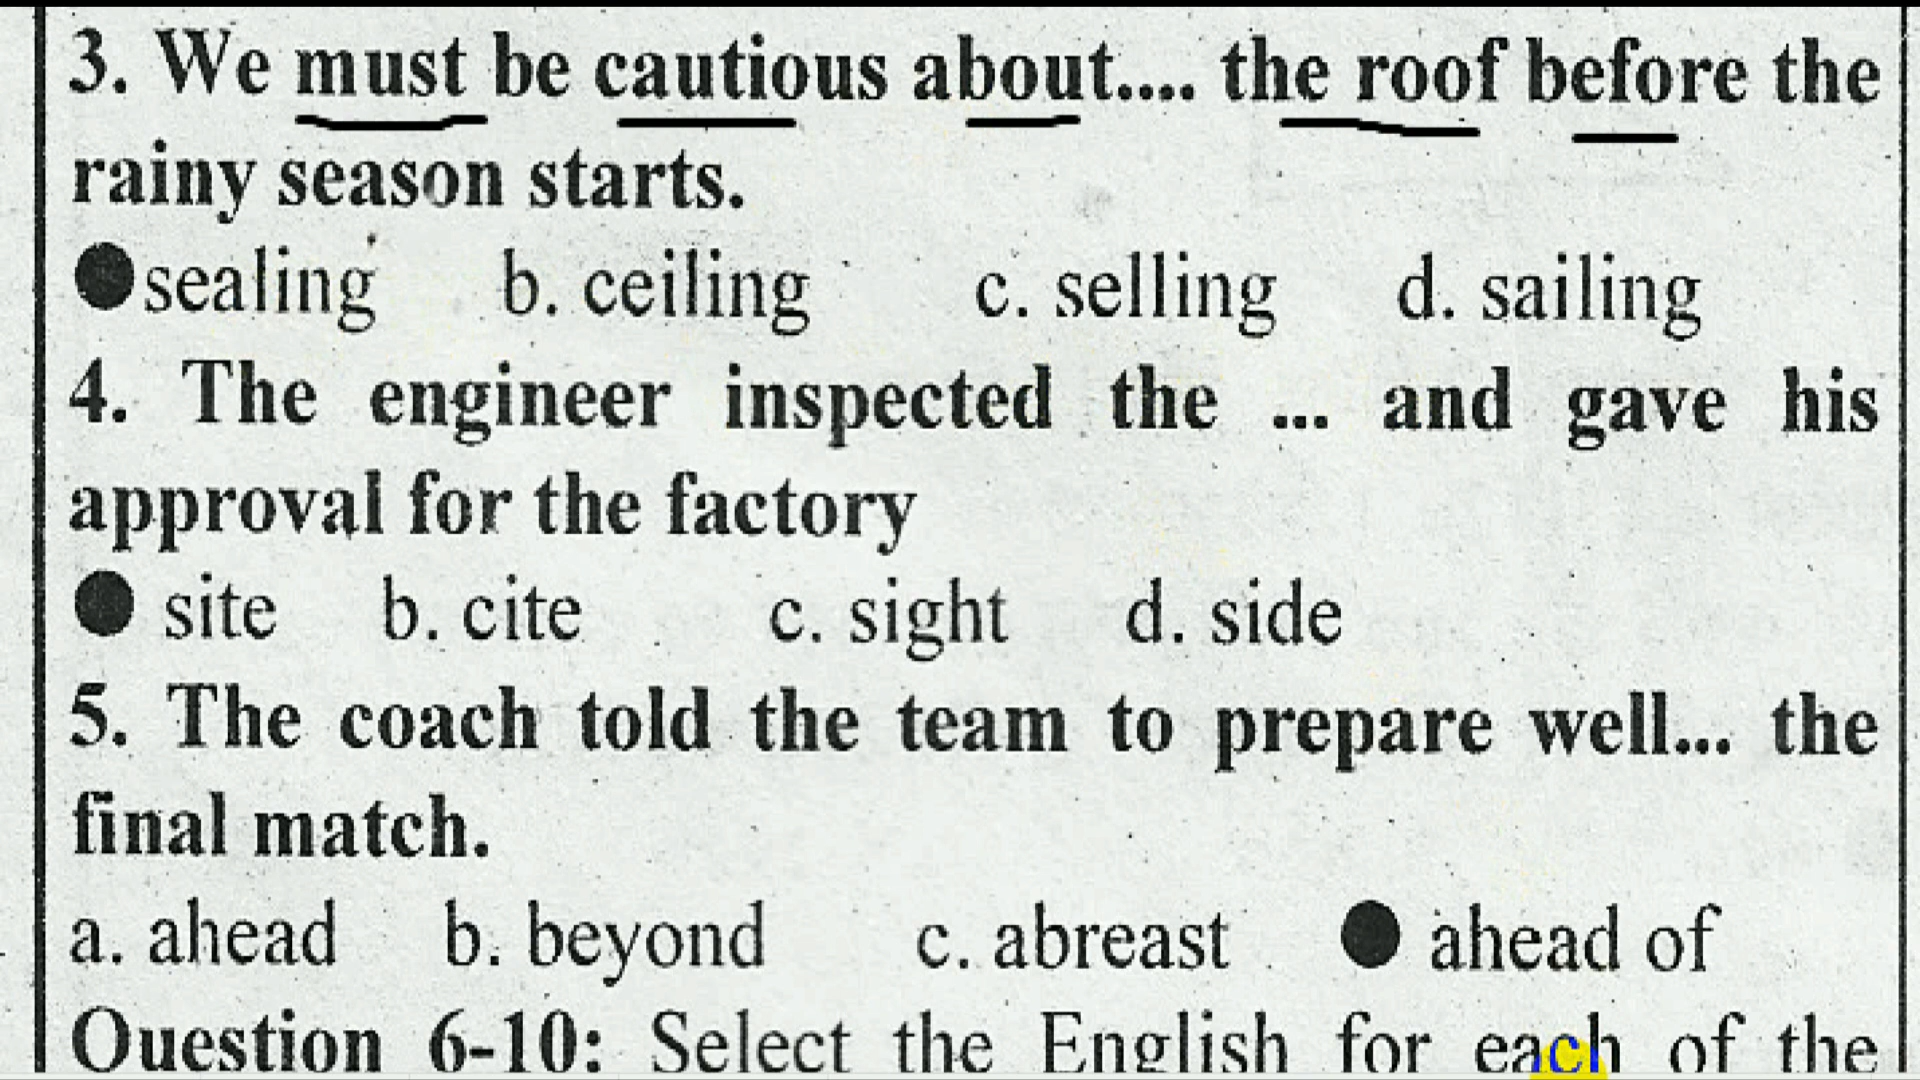 3. We must be cautious about.... the roof before the
rainy season starts.
● sealing b. ceiling c. selling d. sailing
4. The engineer inspected the ... and gave his
approval for the factory
● site b. cite c. sight d. side
5. The coach told the team to prepare well... the
final match.
a. ahead b. beyond c. abreast ● ahead of
Question 6-10: Select the English for each of the